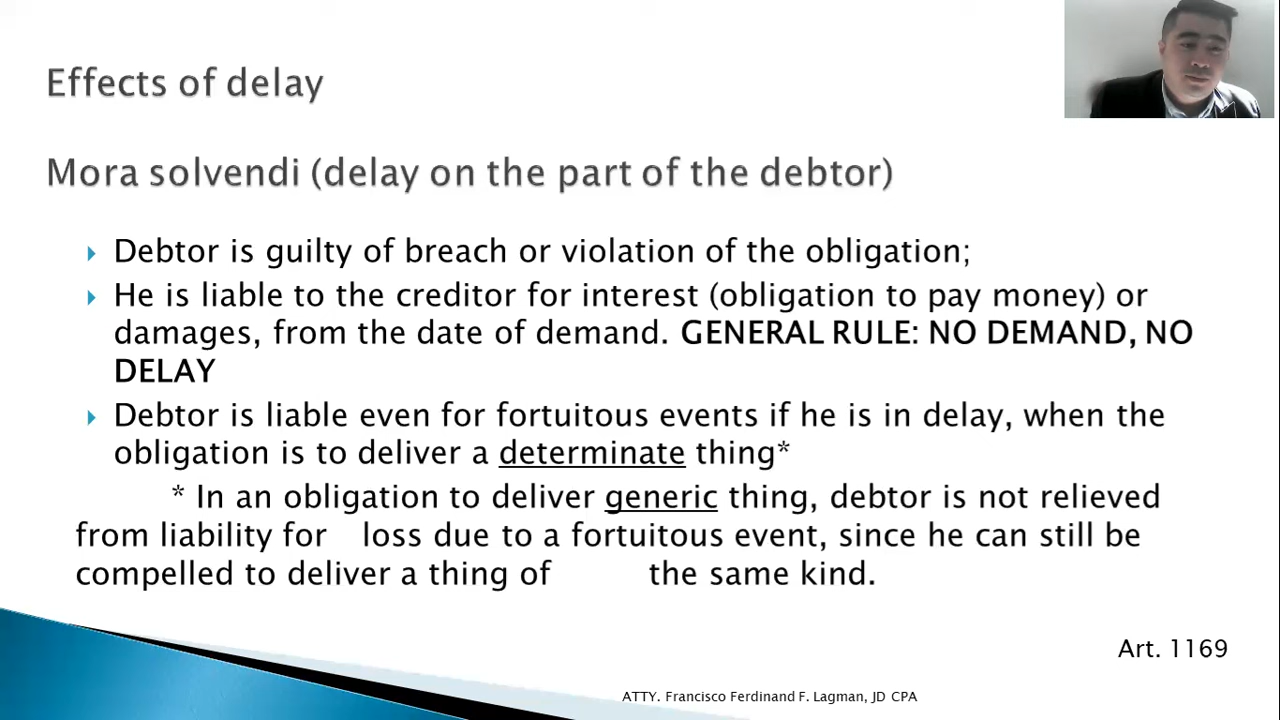 Effects of delay
Mora solvendi (delay on the part of the debtor)
Debtor is guilty of breach or violation of the obligation;
He is liable to the creditor for interest (obligation to pay money) or
damages, from the date of demand. GENERAL RULE: NO DEMAND, NO
DELAY
Debtor is liable even for fortuitous events if he is in delay, when the
obligation is to deliver a determinate thing*
* In an obligation to deliver generic thing, debtor is not relieved
from liability for loss due to a fortuitous event, since he can still be
compelled to deliver a thing of the same kind.
Art. 1169
ATTY. Francisco Ferdinand F. Lagman, JD CPA